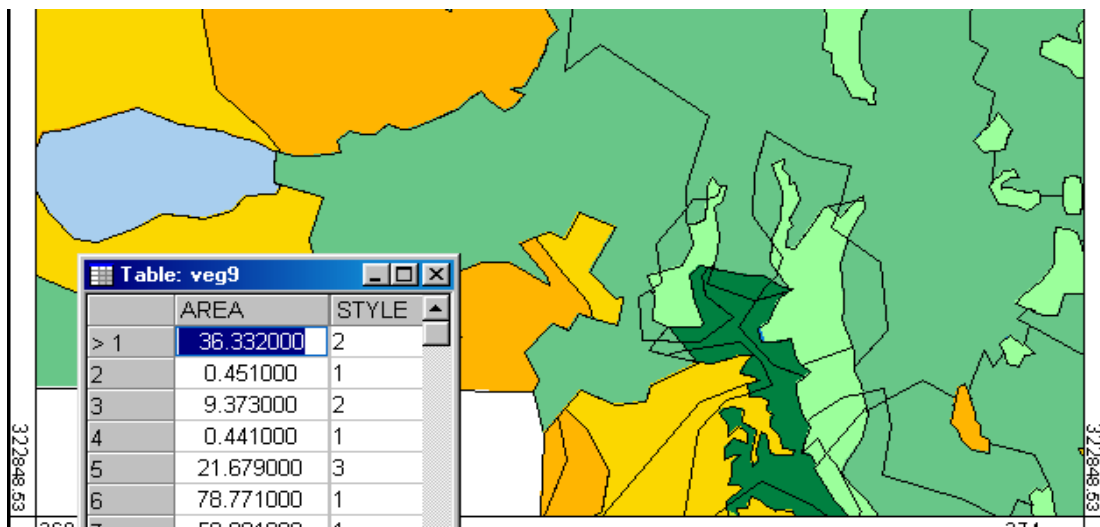 Table: veg9
AREA STYLE
> 1 36.332000 2
2 0.451000 1
3 9.373000 2
4 0.441000 1
5 21.679000 3
6 78.771000 1
322848.53
322848.53